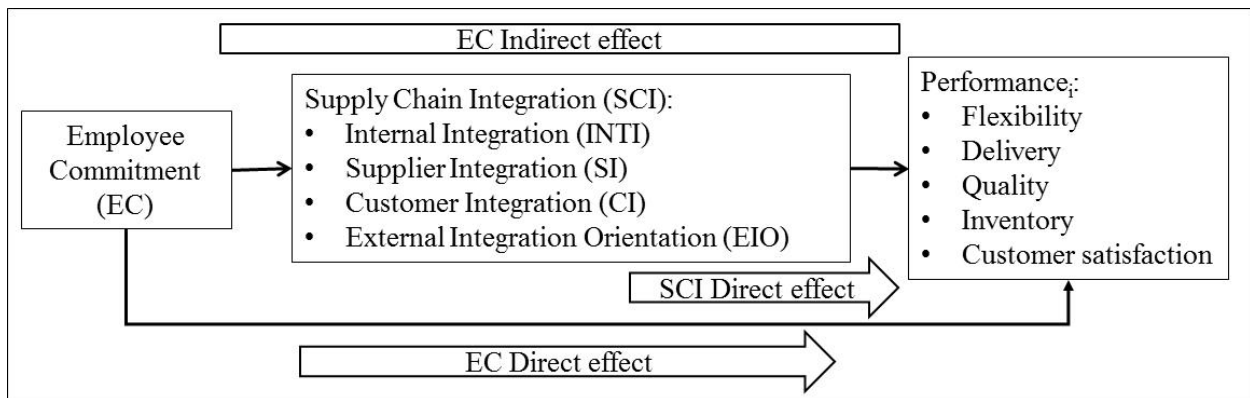 EC Indirect effect
Employee
Commitment
(EC)
Supply Chain Integration (SCI):
• Internal Integration (INTI)
• Supplier Integration (SI)
• Customer Integration (CI)
• External Integration Orientation (EIO)
Performanceᵢ:
• Flexibility
• Delivery
• Quality
• Inventory
• Customer satisfaction
SCI Direct effect
EC Direct effect